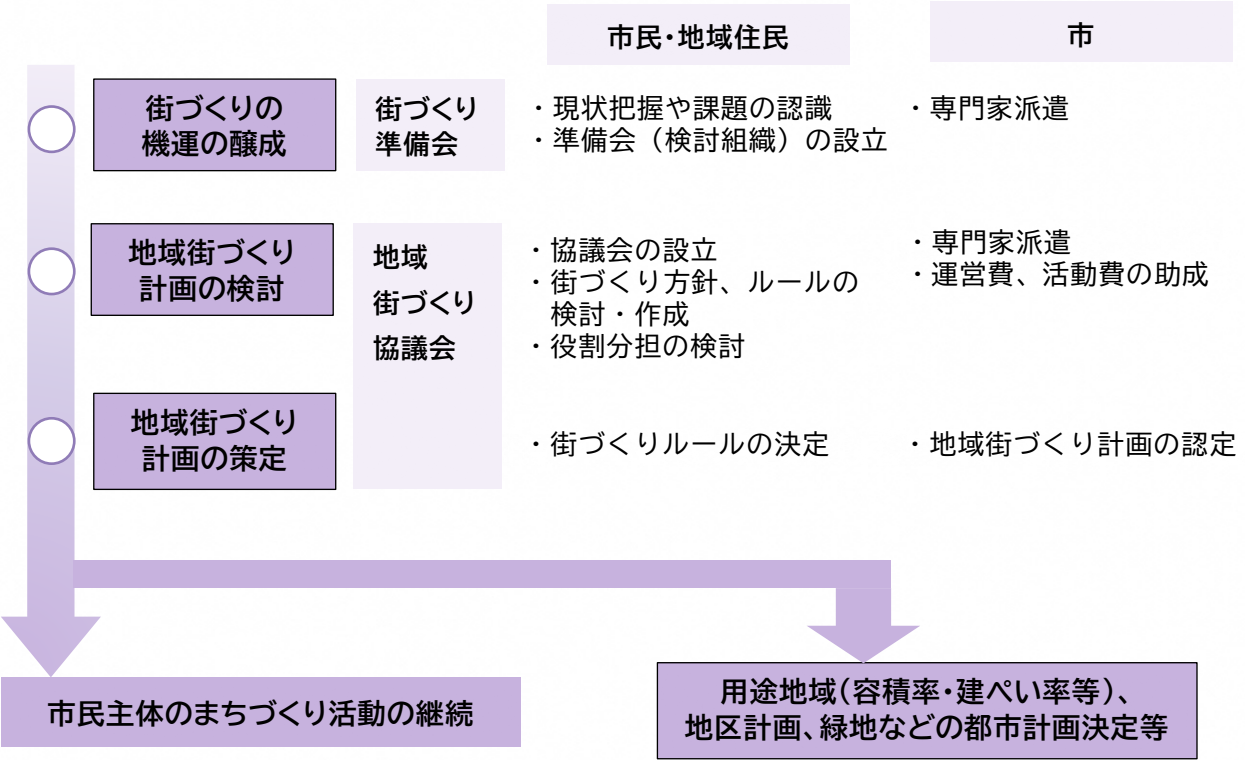 市民・地域住民
市
街づくりの
機運の醸成
街づくり
準備会
・現状把握や課題の認識
・準備会（検討組織）の設立
・専門家派遣
地域街づくり
計画の検討
地域
街づくり
協議会
・協議会の設立
・街づくり方針、ルールの
検討・作成
・役割分担の検討
・専門家派遣
・運営費、活動費の助成
地域街づくり
計画の策定
・街づくりルールの決定
・地域街づくり計画の認定
市民主体のまちづくり活動の継続
用途地域（容積率・建ぺい率等）、
地区計画、緑地などの都市計画決定等